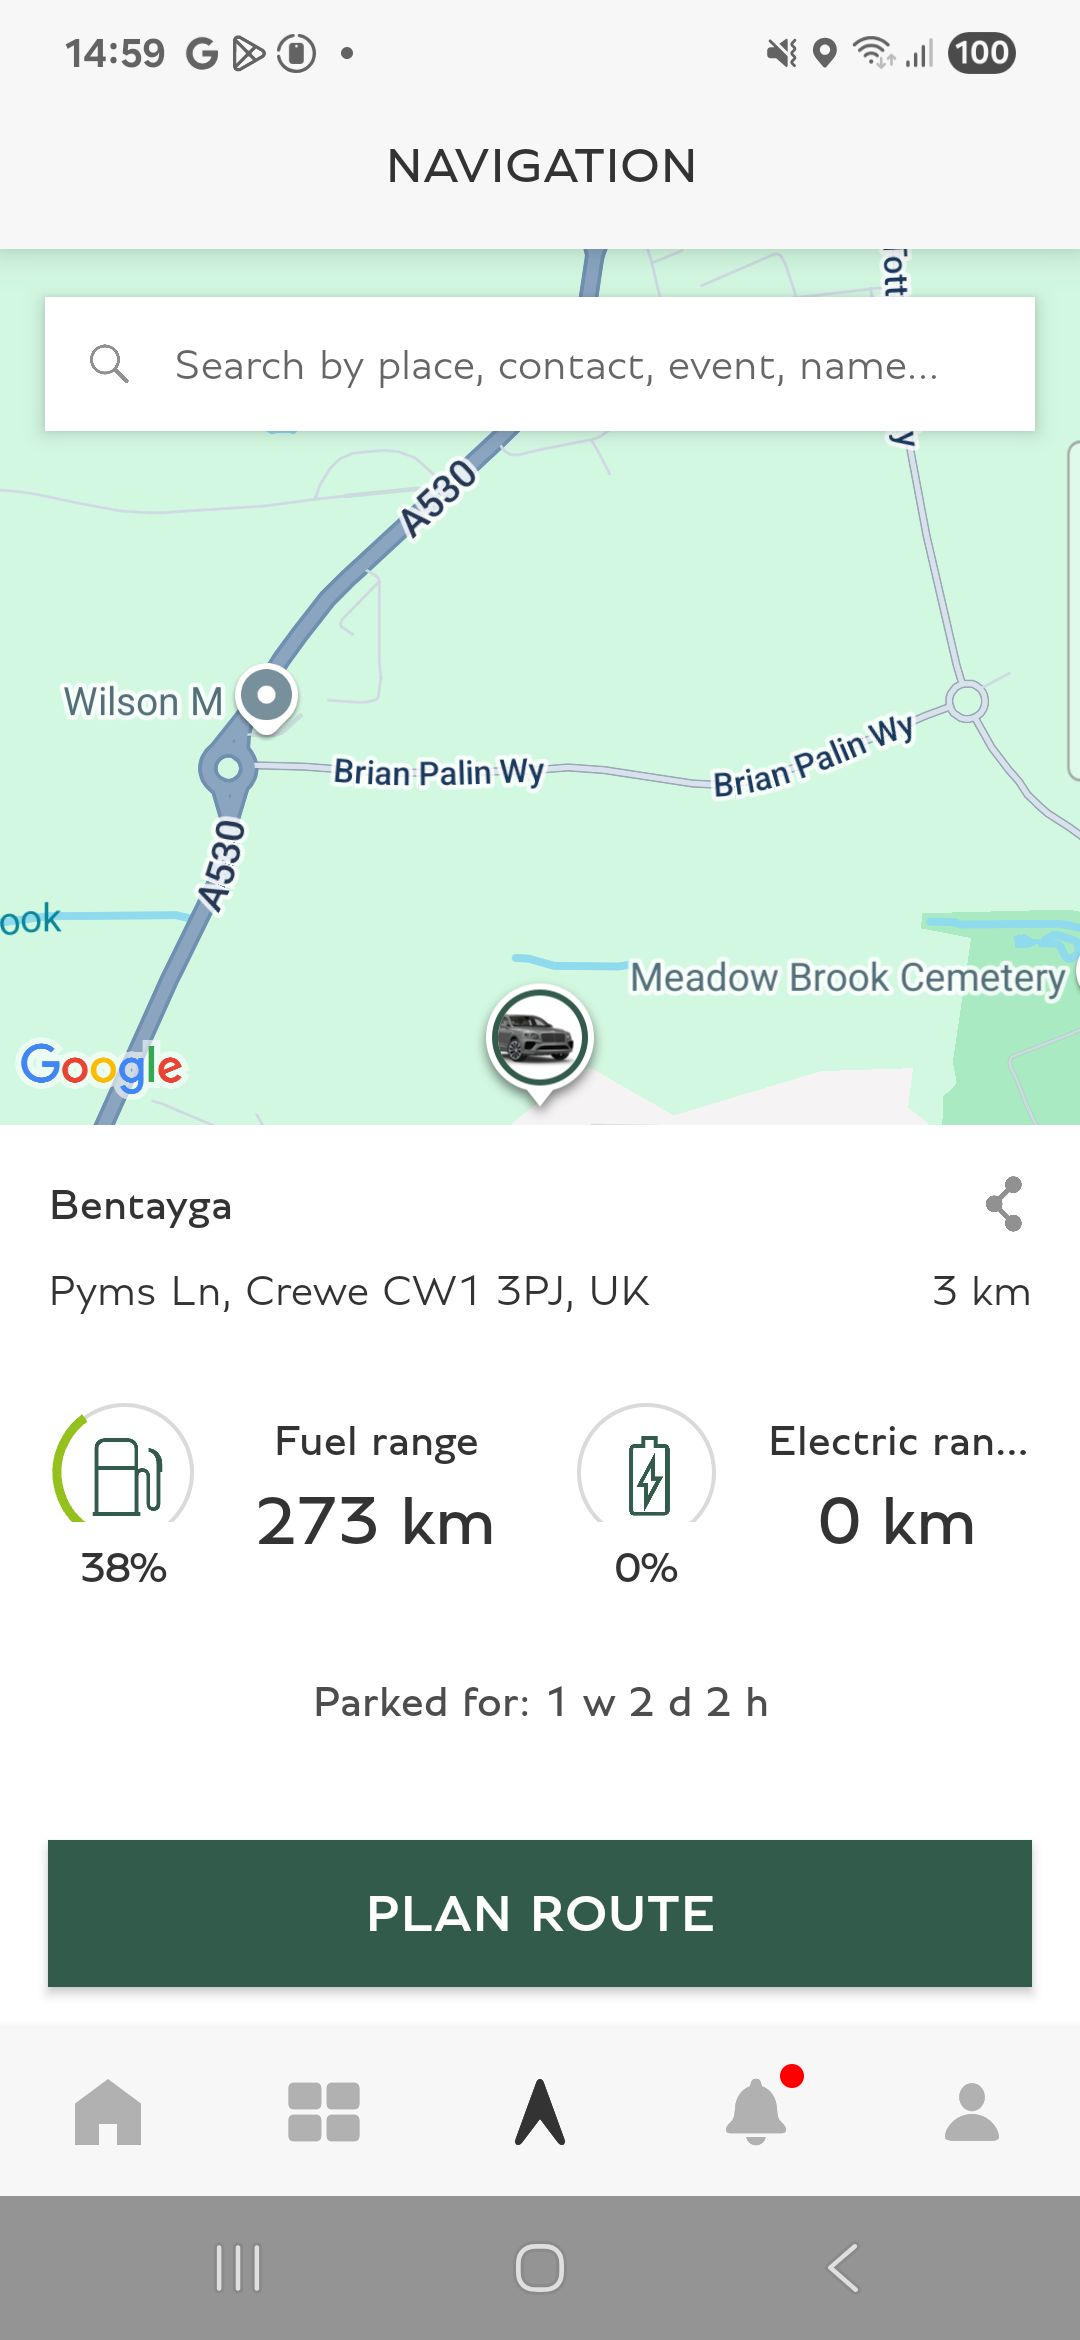 14:59
100
NAVIGATION
Search by place, contact, event, name...
A530
Wilson M
Brian Palin Wy
Brian Palin Wy
A530
ook
Meadow Brook Cemetery
Google
Bentayga
Pyms Ln, Crewe CW1 3PJ, UK
3 km
Fuel range
273 km
38%
Electric ran...
0 km
0%
Parked for: 1 w 2 d 2 h
PLAN ROUTE